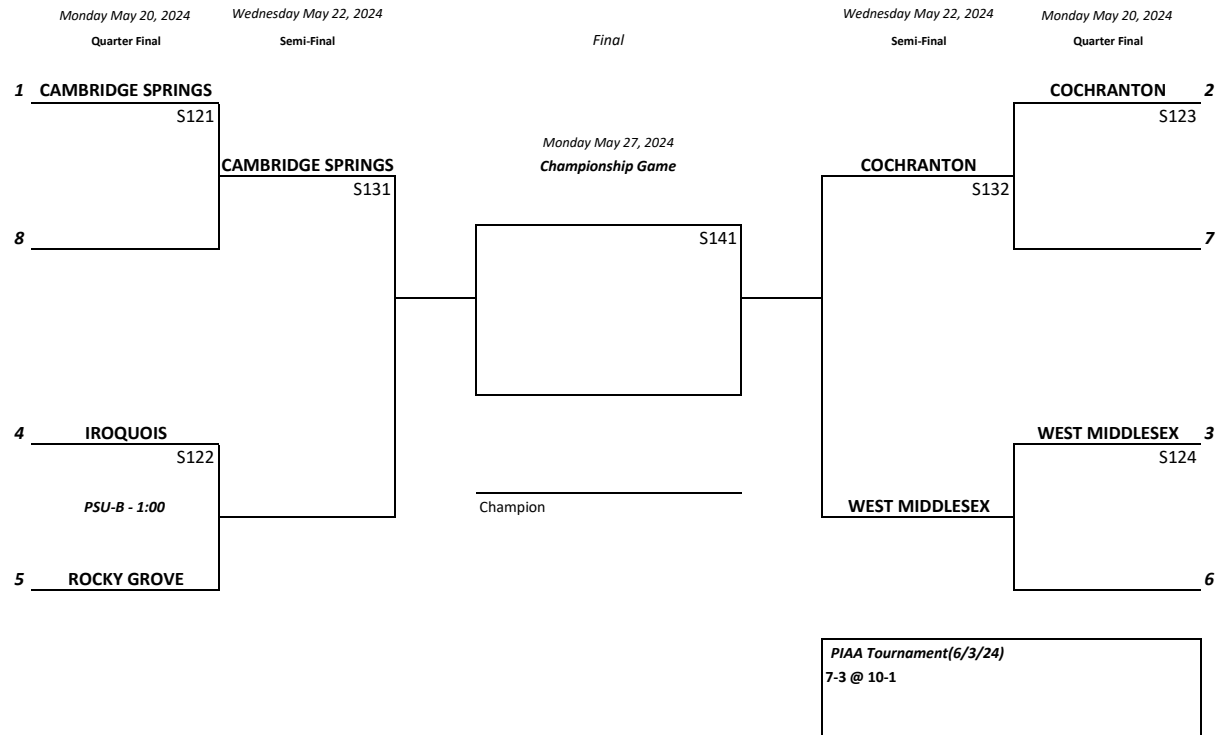 Monday May 20, 2024
Wednesday May 22, 2024
Wednesday May 22, 2024
Monday May 20, 2024
Quarter Final
Semi-Final
Final
Semi-Final
Quarter Final
1 CAMBRIDGE SPRINGS
COCHRANTON 2
S121
S123
Monday May 27, 2024
CAMBRIDGE SPRINGS
Championship Game
COCHRANTON
S131
S132
8
S141
7
4 IROQUOIS
WEST MIDDLESEX 3
S122
S124
PSU-B - 1:00
Champion
WEST MIDDLESEX
5 ROCKY GROVE
6
PIAA Tournament(6/3/24)
7-3 @ 10-1